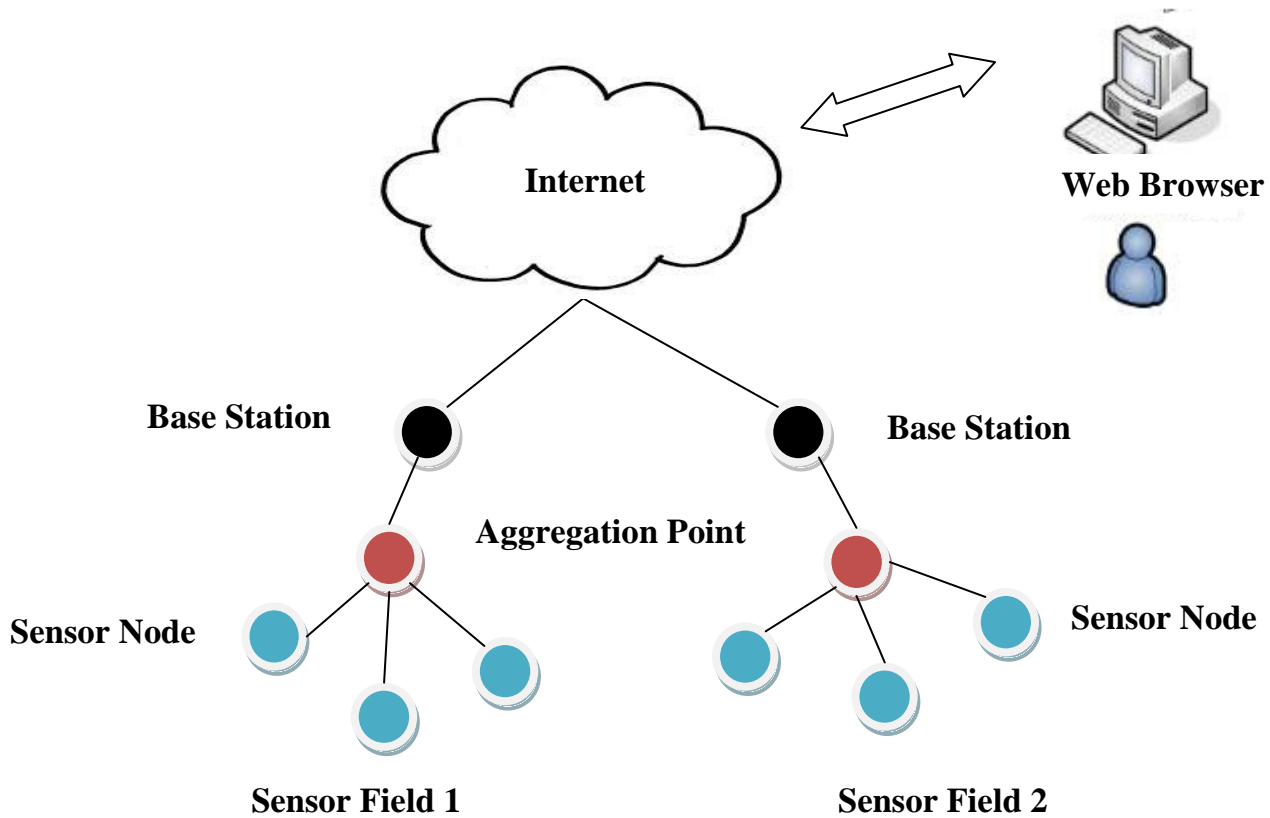 Internet
Web Browser
Base Station
Base Station
Aggregation Point
Sensor Node
Sensor Node
Sensor Field 1
Sensor Field 2